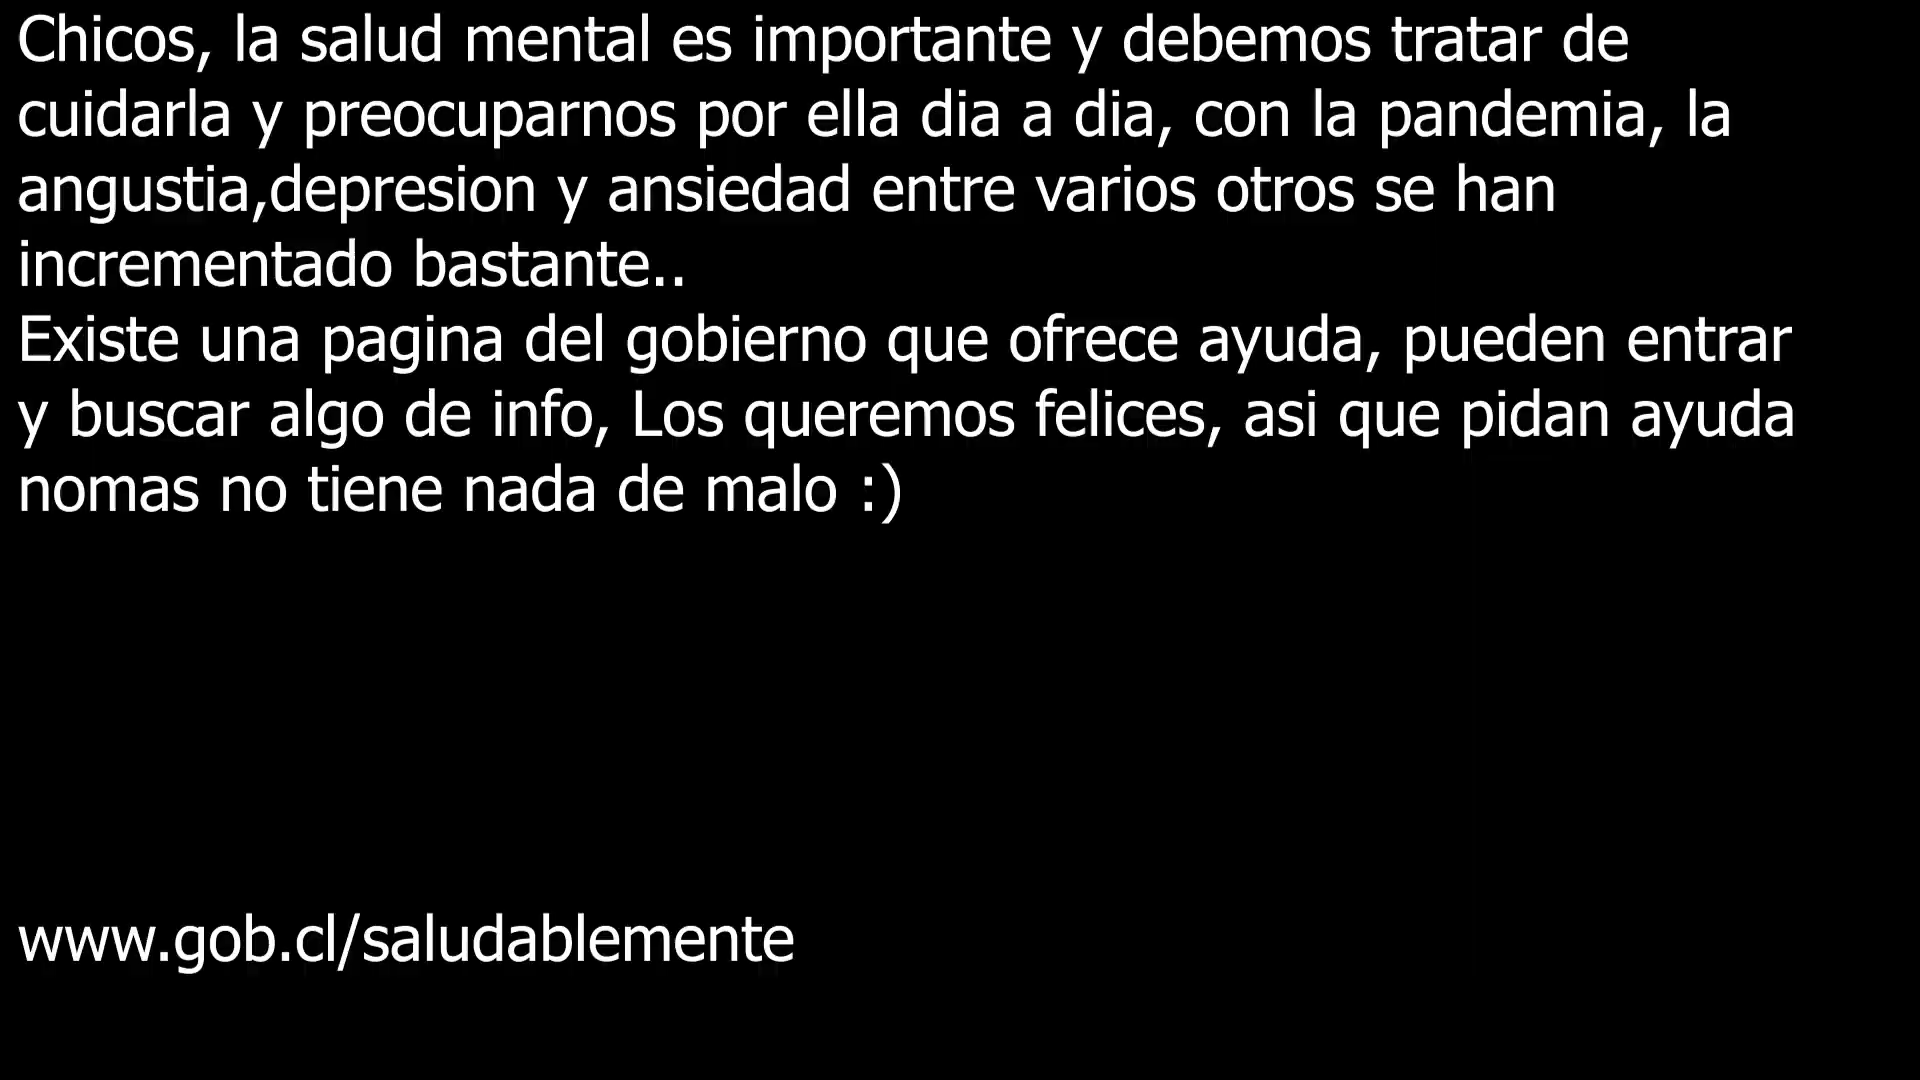 Chicos, la salud mental es importante y debemos tratar de
cuidarla y preocuparnos por ella dia a dia, con la pandemia, la
angustia,depresion y ansiedad entre varios otros se han
incrementado bastante..
Existe una pagina del gobierno que ofrece ayuda, pueden entrar
y buscar algo de info, Los queremos felices, asi que pidan ayuda
nomas no tiene nada de malo :)
www.gob.cl/saludablemente